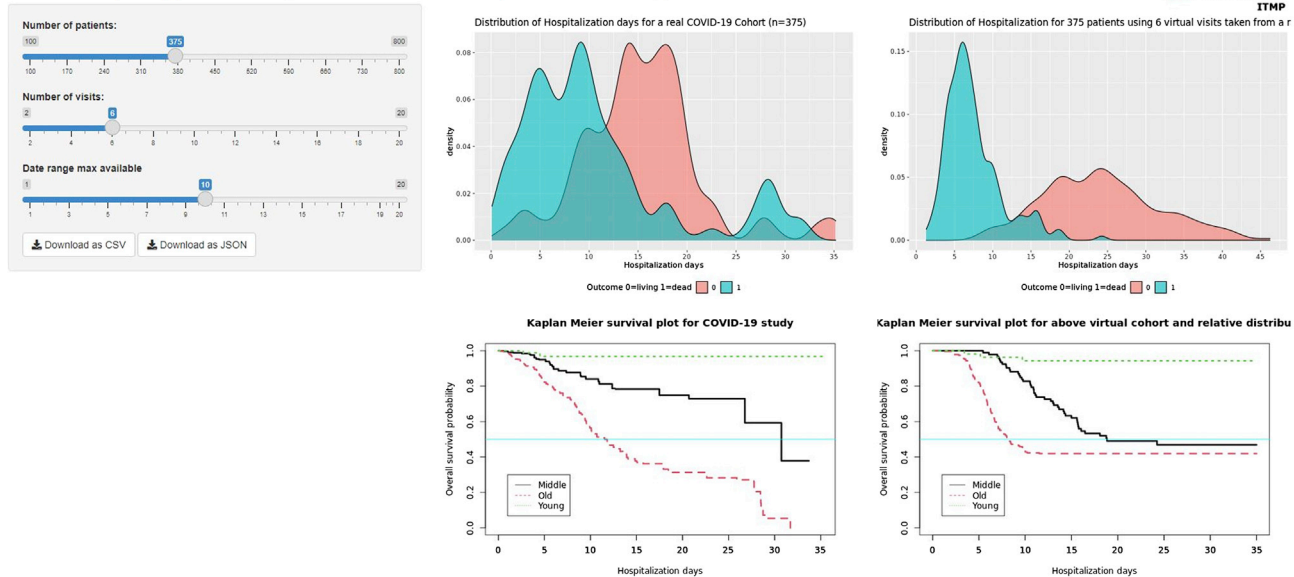 ITMP
Number of patients:
100 375 800
100 170 240 310 380 450 520 590 660 730 800
Number of visits:
2 6 20
2 4 6 8 10 12 14 16 18 20
Date range max available
1 10 20
1 3 5 7 9 11 13 15 17 19 20
Download as CSV
Download as JSON
Distribution of Hospitalization days for a real COVID-19 Cohort (n=375)
0.08
0.06
0.04
0.02
0.00
density
0 5 10 15 20 25 30 35
Hospitalization days
Outcome 0=living 1=dead 0 1
Distribution of Hospitalization for 375 patients using 6 virtual visits taken from a r
0.15
0.10
0.05
0.00
density
0 5 10 15 20 25 30 35 40 45
Hospitalization days
Outcome 0=living 1=dead 0 1
Kaplan Meier survival plot for COVID-19 study
1.0
0.8
0.6
0.4
0.2
0.0
Overall survival probability
Middle
Old
Young
0 5 10 15 20 25 30 35
Hospitalization days
Kaplan Meier survival plot for above virtual cohort and relative distribu
1.0
0.8
0.6
0.4
0.2
0.0
Overall survival probability
Middle
Old
Young
0 5 10 15 20 25 30 35
Hospitalization days